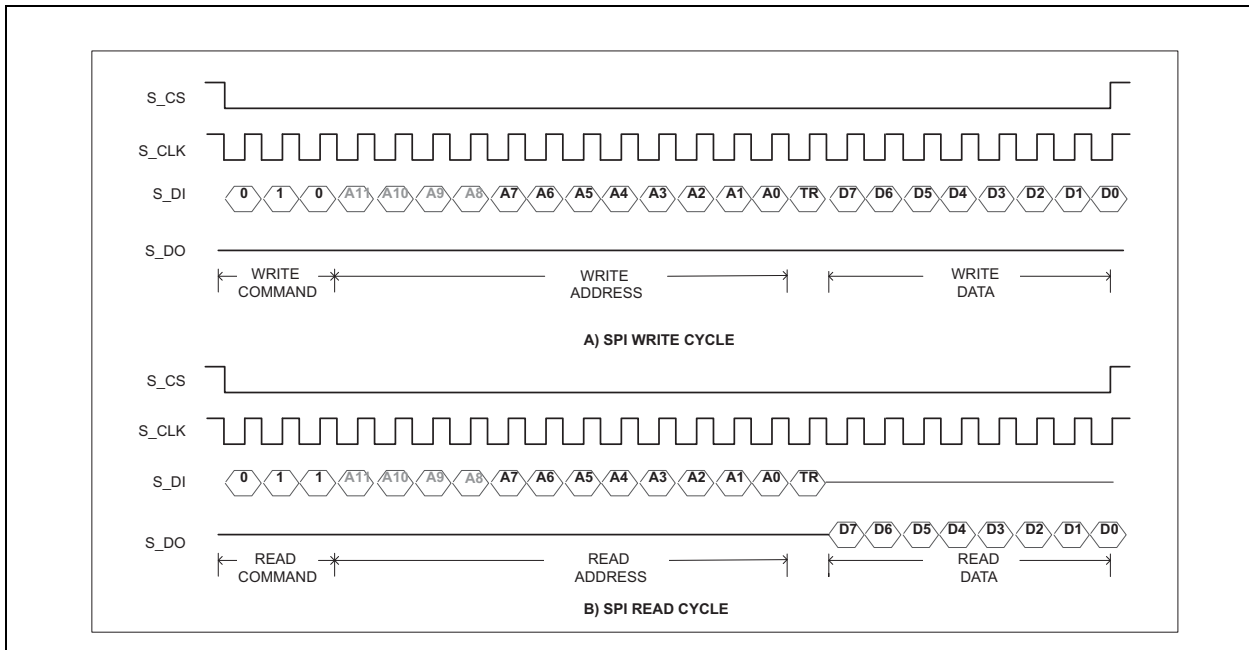 S_CS
S_CLK
S_DI 0 1 0 A11 A10 A9 A8 A7 A6 A5 A4 A3 A2 A1 A0 TR D7 D6 D5 D4 D3 D2 D1 D0
S_DO
WRITE COMMAND
WRITE ADDRESS
WRITE DATA
A) SPI WRITE CYCLE
S_CS
S_CLK
S_DI 0 1 1 A11 A10 A9 A8 A7 A6 A5 A4 A3 A2 A1 A0 TR
S_DO D7 D6 D5 D4 D3 D2 D1 D0
READ COMMAND
READ ADDRESS
READ DATA
B) SPI READ CYCLE